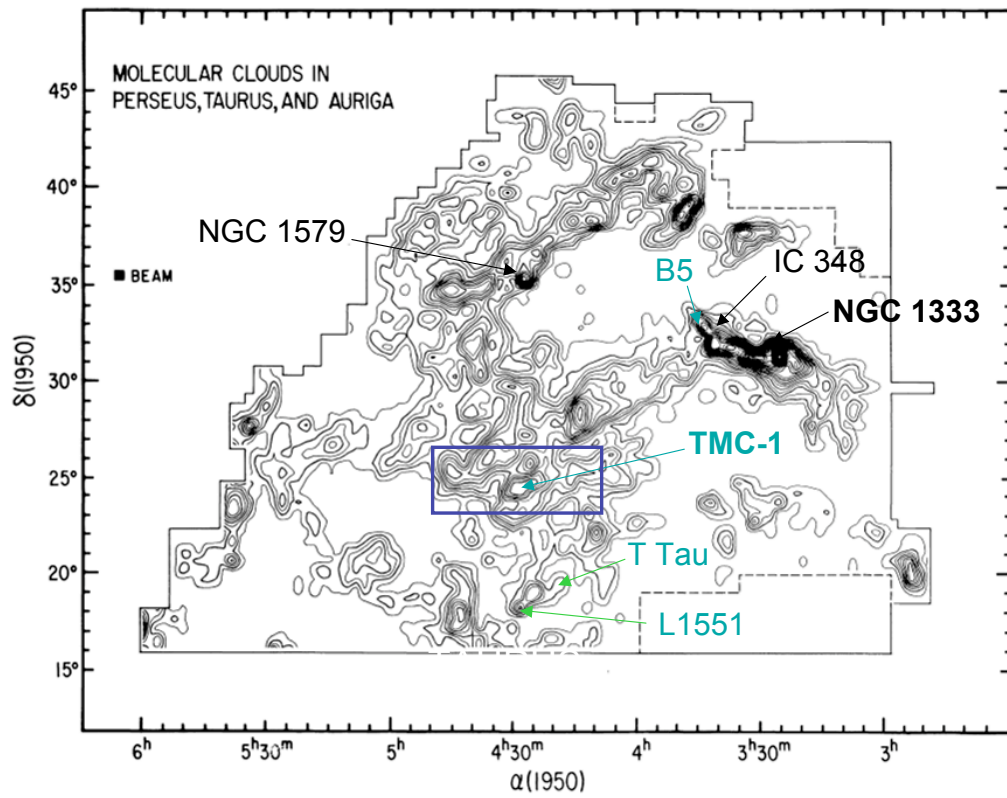 MOLECULAR CLOUDS IN
PERSEUS, TAURUS, AND AURIGA
45°
40°
35°
30°
25°
20°
15°
δ(1950)
BEAM
NGC 1579
B5
IC 348
NGC 1333
TMC-1
T Tau
L1551
6h
5h30m
5h
4h30m
4h
3h30m
3h
α(1950)